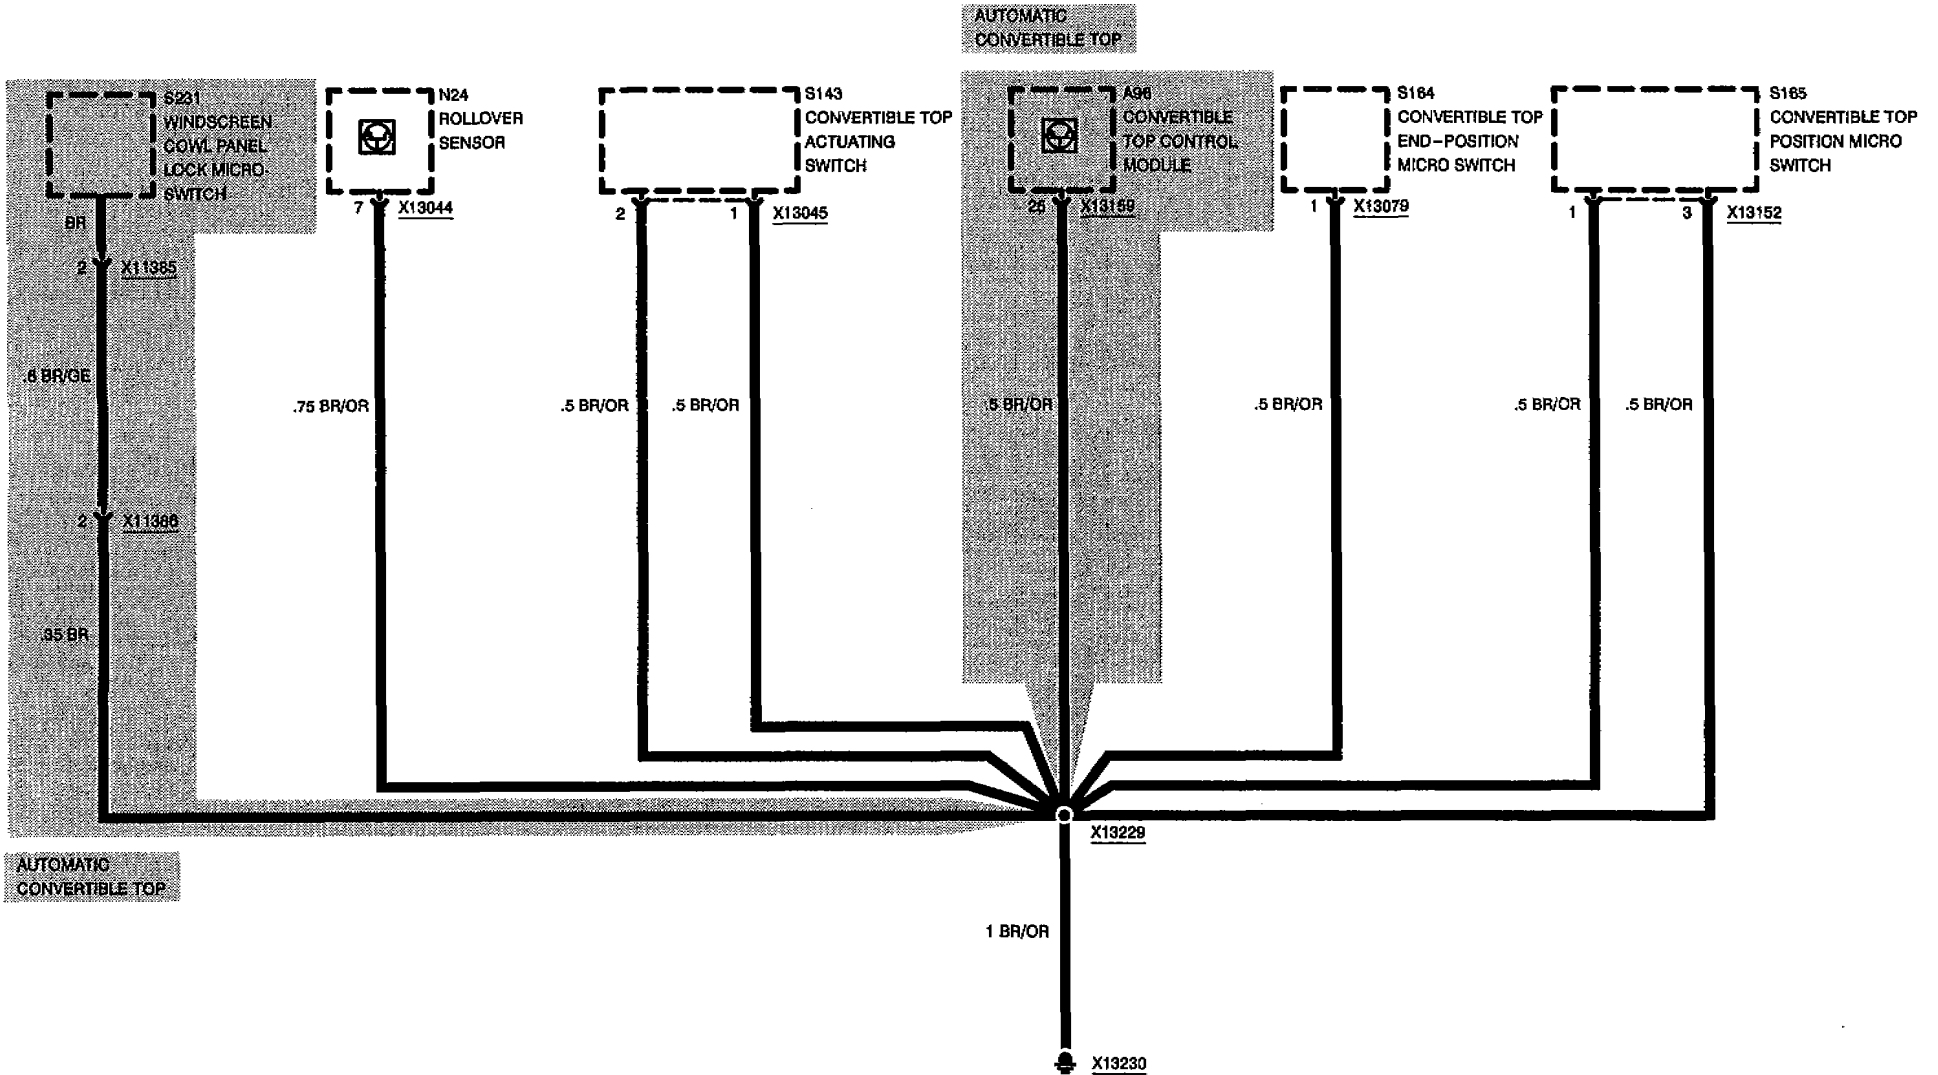 AUTOMATIC
CONVERTIBLE TOP
S231
WINDSCREEN
COWL PANEL
LOCK MICRO-
SWITCH
N24
ROLLOVER
SENSOR
S143
CONVERTIBLE TOP
ACTUATING
SWITCH
A96
CONVERTIBLE
TOP CONTROL
MODULE
S164
CONVERTIBLE TOP
END-POSITION
MICRO SWITCH
S165
CONVERTIBLE TOP
POSITION MICRO
SWITCH
BR
7 X13044
2 1 X13045
X13159
1 X13079
1 3 X13152
2 X11385
BR/GE
.75 BR/OR
.5 BR/OR
.5 BR/OR
.5 BR/OR
.5 BR/OR
.5 BR/OR
.5 BR/OR
2 X11386
.35 BR
X13229
AUTOMATIC
CONVERTIBLE TOP
1 BR/OR
X13230